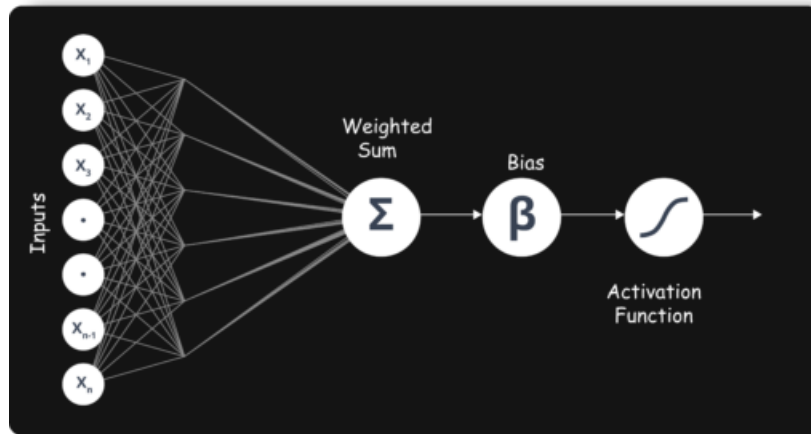 X₁
X₂
X₃
•
•
Xₙ₋₁
Xₙ
Inputs
Weighted
Sum
Σ
Bias
β
Activation
Function